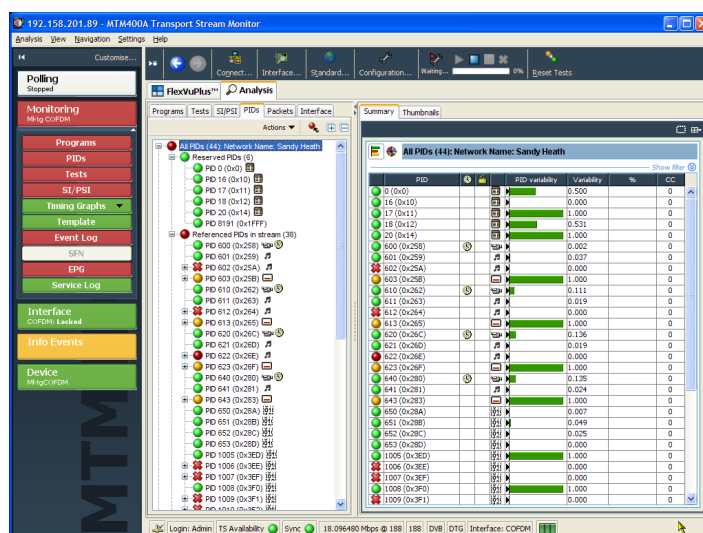 192.158.201.89 - MTM400A Transport Stream Monitor
Analysis View Navigation Settings Help
Customise...
Polling
Stopped
Monitoring
Mktg COFDM
Programs
PIDs
Tests
SI/PSI
Timing Graphs
Template
Event Log
SFN
EPG
Service Log
Interface
COFDM: Locked
Info Events
Device
MktgCOFDM
MTM
Connect... Interface... Standard... Configuration... Waiting... 0% Reset Tests
FlexVuPlus™ Analysis
Programs Tests SI/PSI PIDs Packets Interface
Actions
All PIDs (44): Network Name: Sandy Heath
Reserved PIDs (6)
PID 0 (0x0)
PID 16 (0x10)
PID 17 (0x11)
PID 18 (0x12)
PID 20 (0x14)
PID 8191 (0x1FFF)
Referenced PIDs in stream (38)
PID 600 (0x258)
PID 601 (0x259)
PID 602 (0x25A)
PID 603 (0x25B)
PID 610 (0x262)
PID 611 (0x263)
PID 612 (0x264)
PID 613 (0x265)
PID 620 (0x26C)
PID 621 (0x26D)
PID 622 (0x26E)
PID 623 (0x26F)
PID 640 (0x280)
PID 641 (0x281)
PID 643 (0x283)
PID 650 (0x28A)
PID 651 (0x28B)
PID 652 (0x28C)
PID 653 (0x28D)
PID 1005 (0x3ED)
PID 1006 (0x3EE)
PID 1007 (0x3EF)
PID 1008 (0x3F0)
PID 1009 (0x3F1)
PID 1010 (0x3F2)
Summary Thumbnails
All PIDs (44): Network Name: Sandy Heath
Show filter
PID PID variability Variability % CC
0 (0x0) 0.500 0
16 (0x10) 0.000 0
17 (0x11) 1.000 0
18 (0x12) 0.531 0
20 (0x14) 1.000 0
600 (0x258) 0.002 0
601 (0x259) 0.037 0
602 (0x25A) 0.000 0
603 (0x25B) 1.000 0
610 (0x262) 0.111 0
611 (0x263) 0.019 0
612 (0x264) 0.000 0
613 (0x265) 1.000 0
620 (0x26C) 0.136 0
621 (0x26D) 0.019 0
622 (0x26E) 0.000 0
623 (0x26F) 1.000 0
640 (0x280) 0.135 0
641 (0x281) 0.024 0
643 (0x283) 1.000 0
650 (0x28A) 0.007 0
651 (0x28B) 0.049 0
652 (0x28C) 0.025 0
653 (0x28D) 0.000 0
1005 (0x3ED) 1.000 0
1006 (0x3EE) 0.000 0
1007 (0x3EF) 0.000 0
1008 (0x3F0) 1.000 0
1009 (0x3F1) 0.000 0
Login: Admin TS Availability Sync 18.096480 Mbps @ 188 188 DVB DTG Interface: COFDM